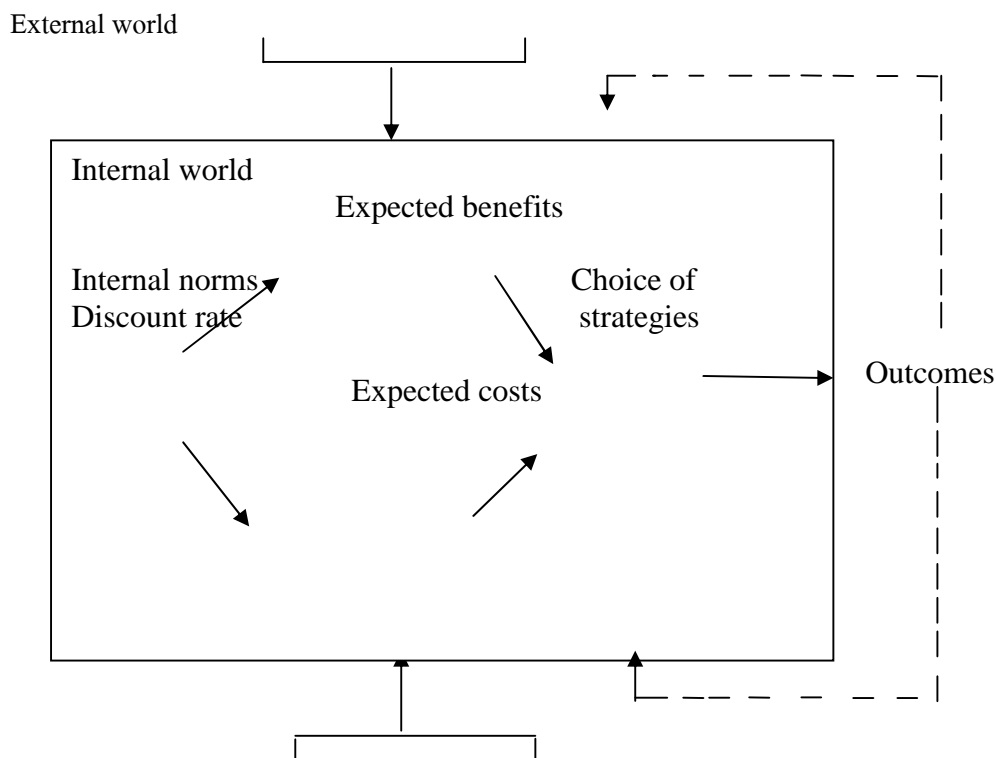 External world
Internal world
Expected benefits
Internal norms
Discount rate
Choice of
strategies
Expected costs
Outcomes